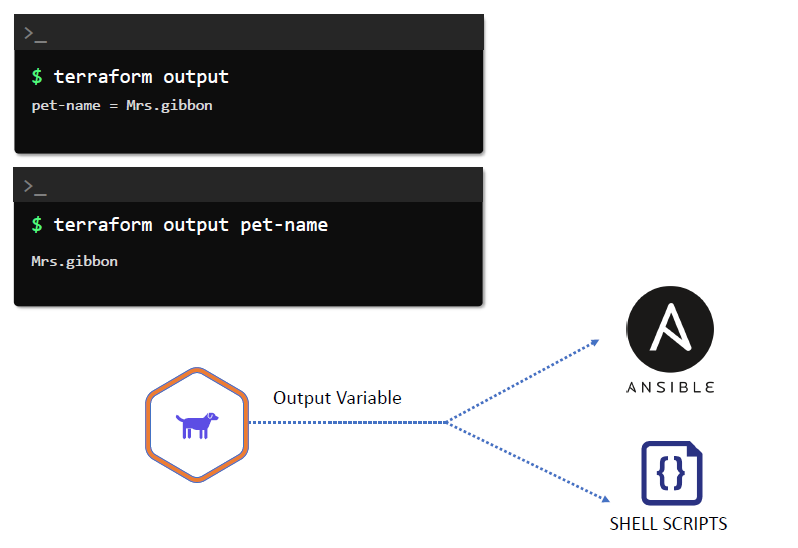 >_
$ terraform output
pet-name = Mrs.gibbon
>_
$ terraform output pet-name
Mrs.gibbon
Output Variable
ANSIBLE
{}
SHELL SCRIPTS